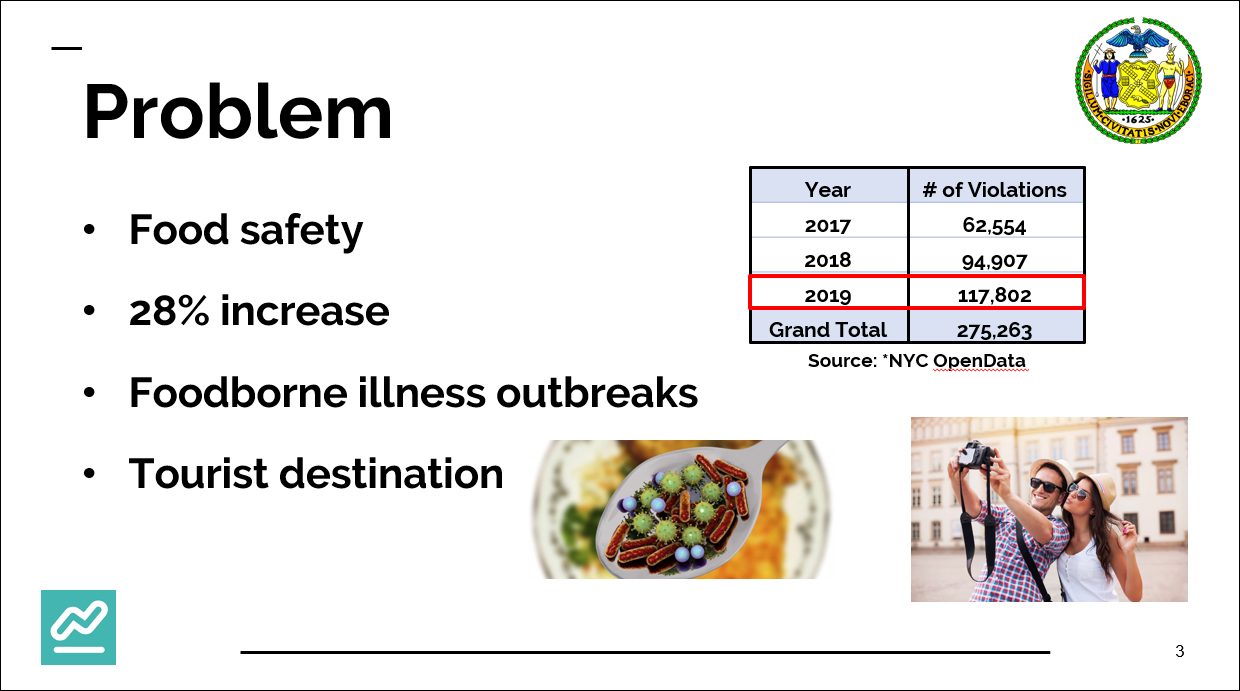 Problem
• Food safety
• 28% increase
• Foodborne illness outbreaks
• Tourist destination
SIGILLUM·CIVITATIS·NOVI·EBORACI
·1625·
Year # of Violations
2017 62,554
2018 94,907
2019 117,802
Grand Total 275,263
Source: *NYC OpenData
3